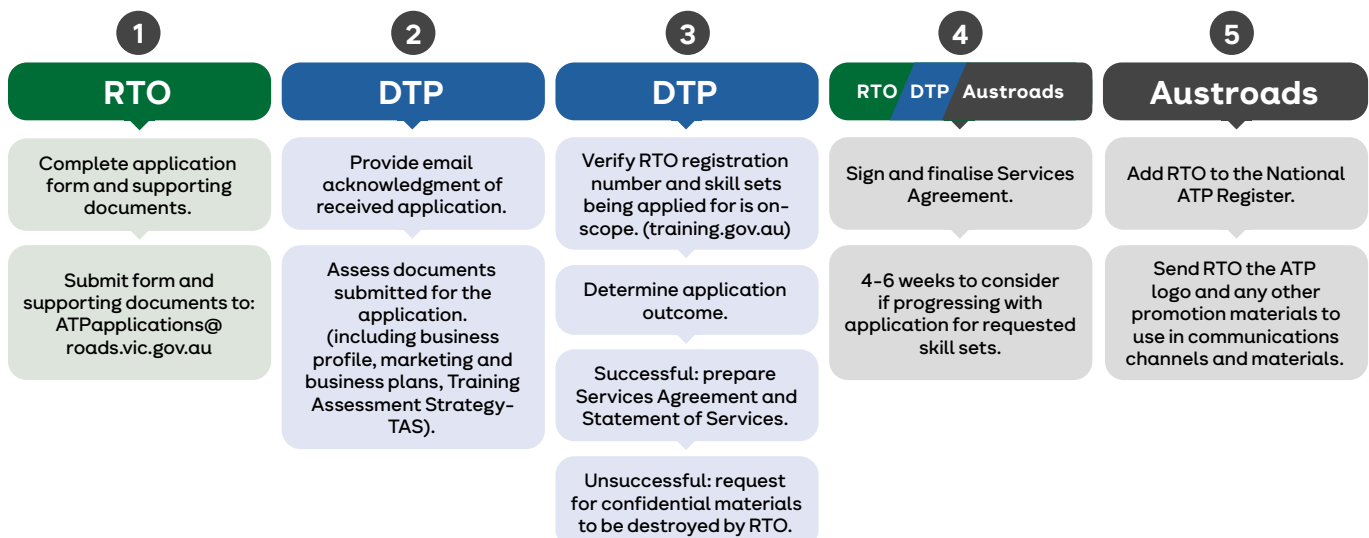 1
RTO
Complete application
form and supporting
documents.
Submit form and
supporting documents to:
ATPapplications@
roads.vic.gov.au
2
DTP
Provide email
acknowledgment of
received application.
Assess documents
submitted for the
application.
(including business
profile, marketing and
business plans, Training
Assessment Strategy-
TAS).
3
DTP
Verify RTO registration
number and skill sets
being applied for is on-
scope. (training.gov.au)
Determine application
outcome.
Successful: prepare
Services Agreement and
Statement of Services.
Unsuccessful: request
for confidential materials
to be destroyed by RTO.
4
RTO DTP Austroads
Sign and finalise Services
Agreement.
4-6 weeks to consider
if progressing with
application for requested
skill sets.
5
Austroads
Add RTO to the National
ATP Register.
Send RTO the ATP
logo and any other
promotion materials to
use in communications
channels and materials.